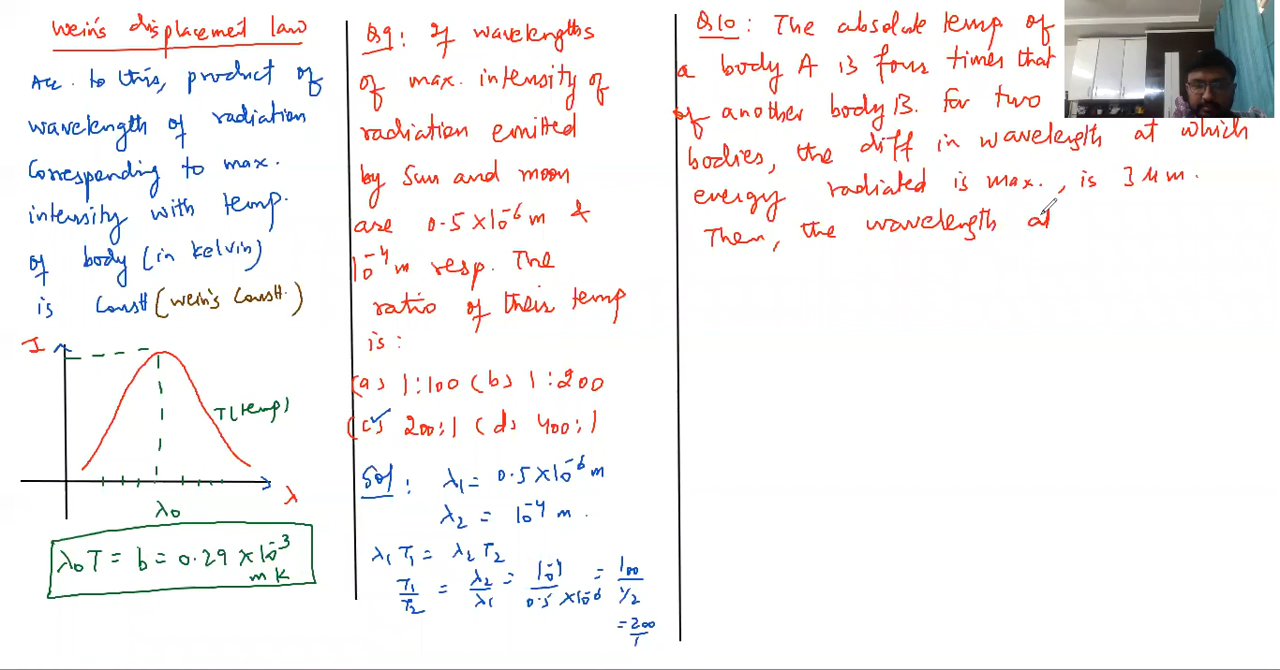 Wein's displacement law
Acc. to this, product of
wavelength of radiation
Corresponding to max.
intensity with temp.
of body (in kelvin)
is Constt (wein's Constt.)
I
T(temp)
λ
λ0
λ0T = b = 0.29 × 10⁻³
m K
Q9: If wavelengths
of max. intensity of
radiation emitted
by Sun and moon
are 0.5 × 10⁻⁶ m &
10⁻⁴ m resp. The
ratio of their temp
is:
(a) 1:100 (b) 1:200
(c) 200:1 (d) 400:1
Sol: λ1 = 0.5 × 10⁻⁶ m
λ2 = 10⁻⁴ m.
λ1 T1 = λ2 T2
T1/T2 = λ2/λ1 = 10⁻⁴/0.5 × 10⁻⁶ = 100/1/2
= 200/1
Q10: The absolute temp of
a body A is four times that
of another body B. For two
bodies, the diff in wavelength at which
energy radiated is max., is 3 μm.
Then, the wavelength at